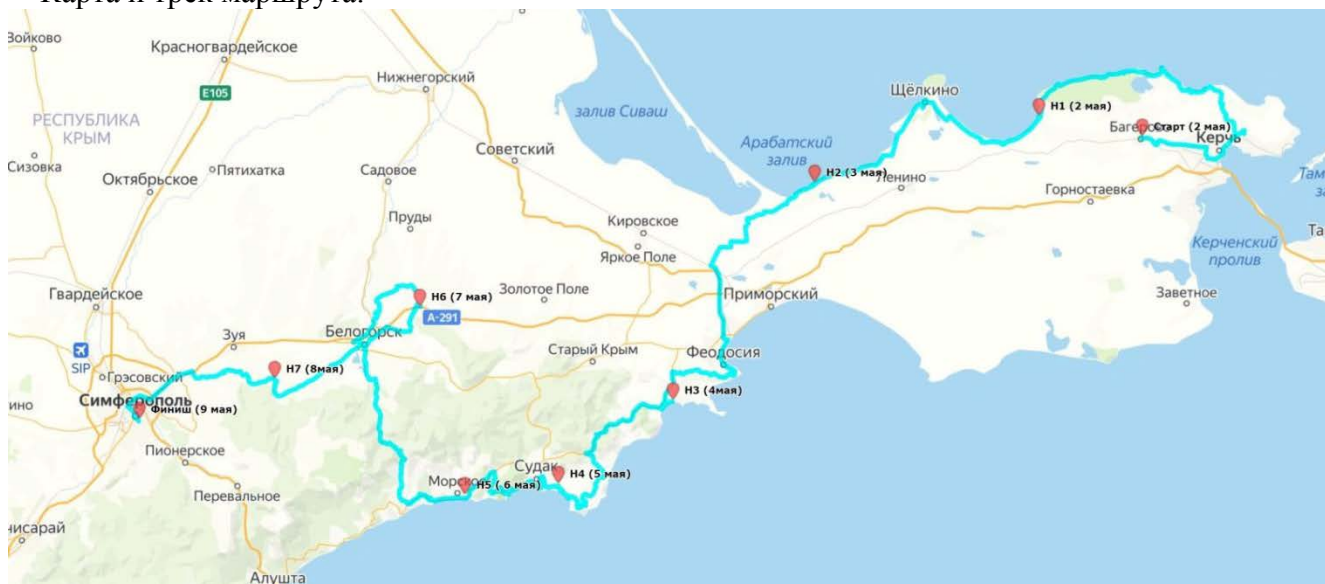 Карта и трек маршрута:
Войково
Красногвардейское
Нижнегорский
E105
залив Сиваш
Щёлкино
Н1 (2 мая)
Старт (2 мая)
РЕСПУБЛИКА
КРЫМ
Советский
Арабатский
залив
Керчь
Сизовка
Пятихатка
Садовое
Н2 (3 мая)
Ленино
Октябрьское
Горностаевка
Пруды
Кировское
Яркое Поле
Керченский
пролив
Гвардейское
Н6 (7 мая)
Золотое Поле
Приморский
Заветное
A-291
Зуя
Белогорск
SIP
Старый Крым
Феодосия
Грэсовский
Н7 (8мая)
Н3 (4мая)
Симферополь
Финиш (9 мая)
Пионерское
Судак
Н4 (5 мая)
Перевальное
Н5 ( 6 мая)
Алушта